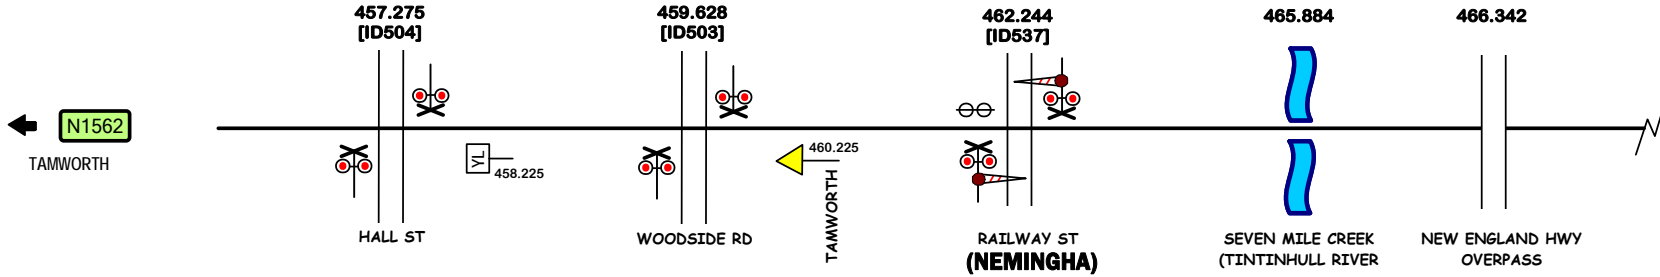 457.275
[ID504]
459.628
[ID503]
462.244
[ID537]
465.884
466.342
N1562
TAMWORTH
YL
458.225
460.225
TAMWORTH
HALL ST
WOODSIDE RD
RAILWAY ST
(NEMINGHA)
SEVEN MILE CREEK
(TINTINHULL RIVER
NEW ENGLAND HWY
OVERPASS